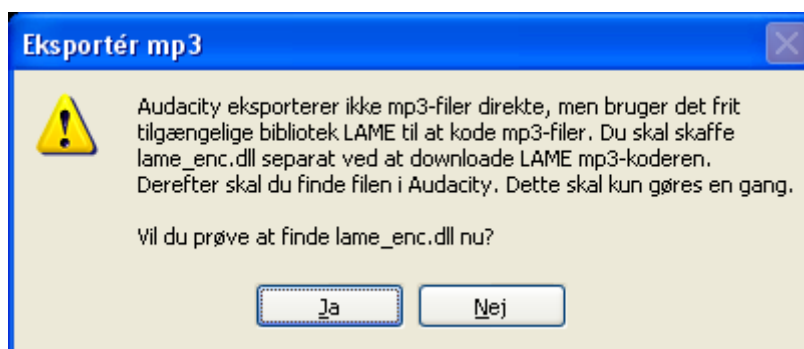 Eksportér mp3
Audacity eksporterer ikke mp3-filer direkte, men bruger det frit
tilgængelige bibliotek LAME til at kode mp3-filer. Du skal skaffe
lame_enc.dll separat ved at downloade LAME mp3-koderen.
Derefter skal du finde filen i Audacity. Dette skal kun gøres en gang.
Vil du prøve at finde lame_enc.dll nu?
Ja
Nej